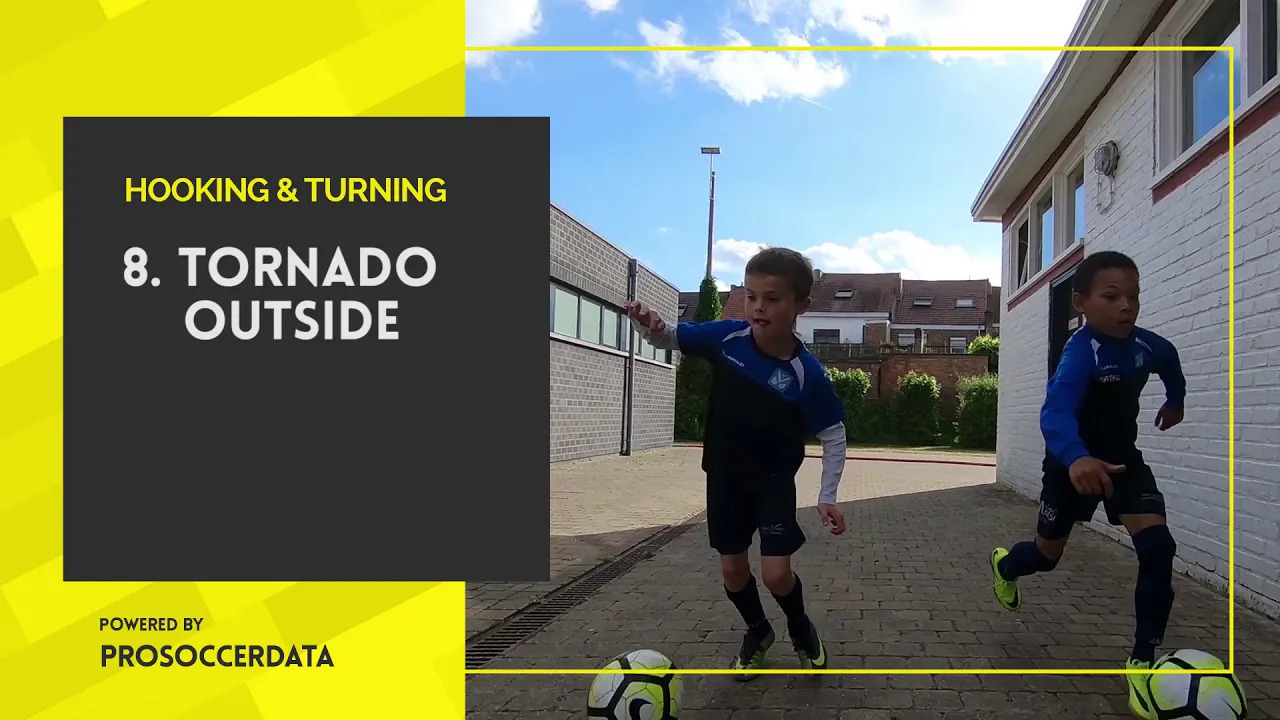 HOOKING & TURNING
8. TORNADO
OUTSIDE
POWERED BY
PROSOCCERDATA